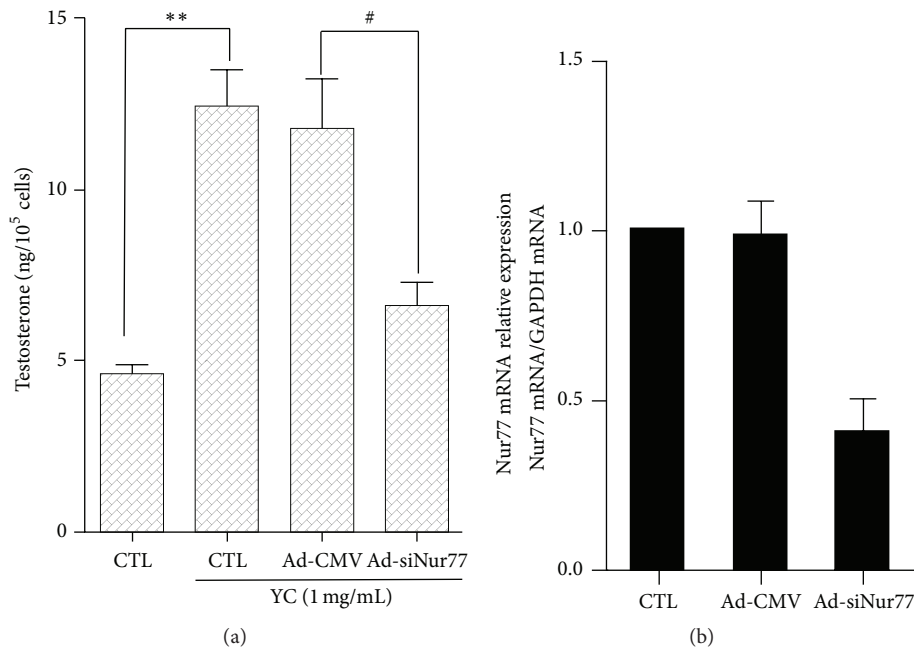 15
10
5
0
Testosterone (ng/10⁵ cells)
**
#
CTL
CTL
Ad-CMV
Ad-siNur77
YC (1 mg/mL)
(a)
1.5
1.0
0.5
0.0
Nur77 mRNA relative expression
Nur77 mRNA/GAPDH mRNA
CTL
Ad-CMV
Ad-siNur77
(b)